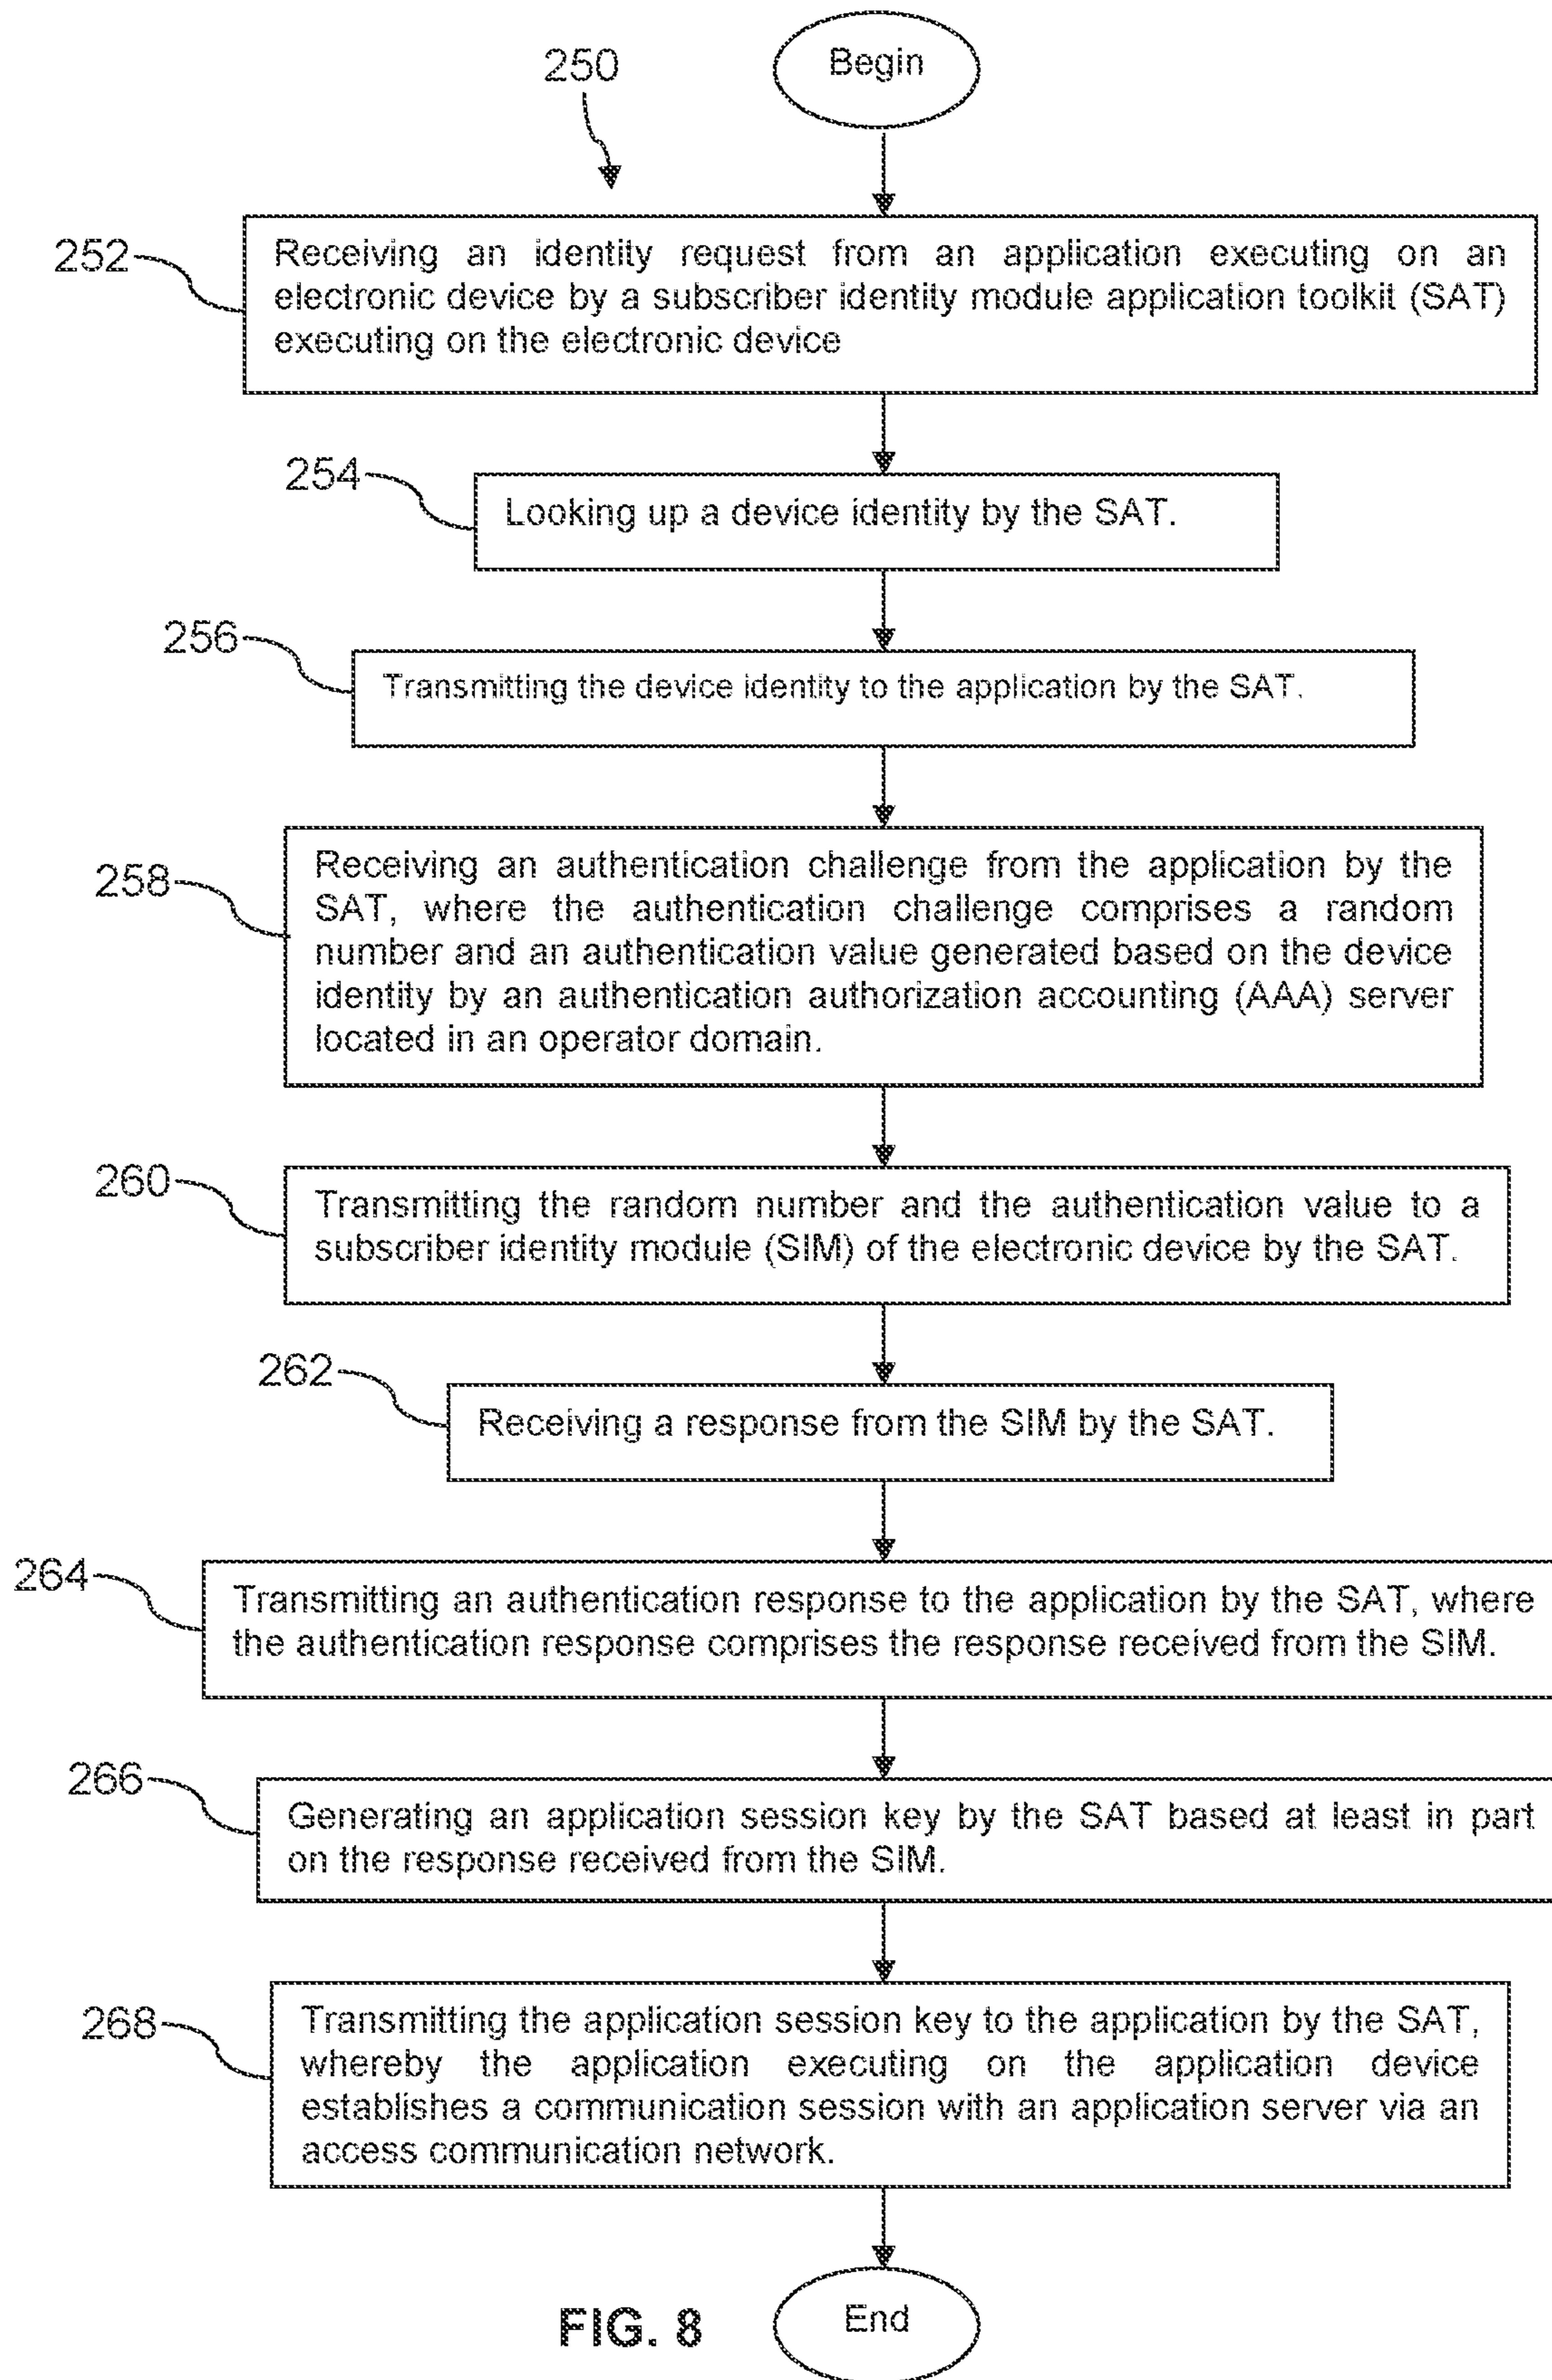 Begin
250
252
Receiving an identity request from an application executing on an
electronic device by a subscriber identity module application toolkit (SAT)
executing on the electronic device
254
Looking up a device identity by the SAT.
256
Transmitting the device identity to the application by the SAT.
258
Receiving an authentication challenge from the application by the
SAT, where the authentication challenge comprises a random
number and an authentication value generated based on the device
identity by an authentication authorization accounting (AAA) server
located in an operator domain.
260
Transmitting the random number and the authentication value to a
subscriber identity module (SIM) of the electronic device by the SAT.
262
Receiving a response from the SIM by the SAT.
264
Transmitting an authentication response to the application by the SAT, where
the authentication response comprises the response received from the SIM.
266
Generating an application session key by the SAT based at least in part
on the response received from the SIM.
268
Transmitting the application session key to the application by the SAT,
whereby the application executing on the application device
establishes a communication session with an application server via an
access communication network.
End
FIG. 8